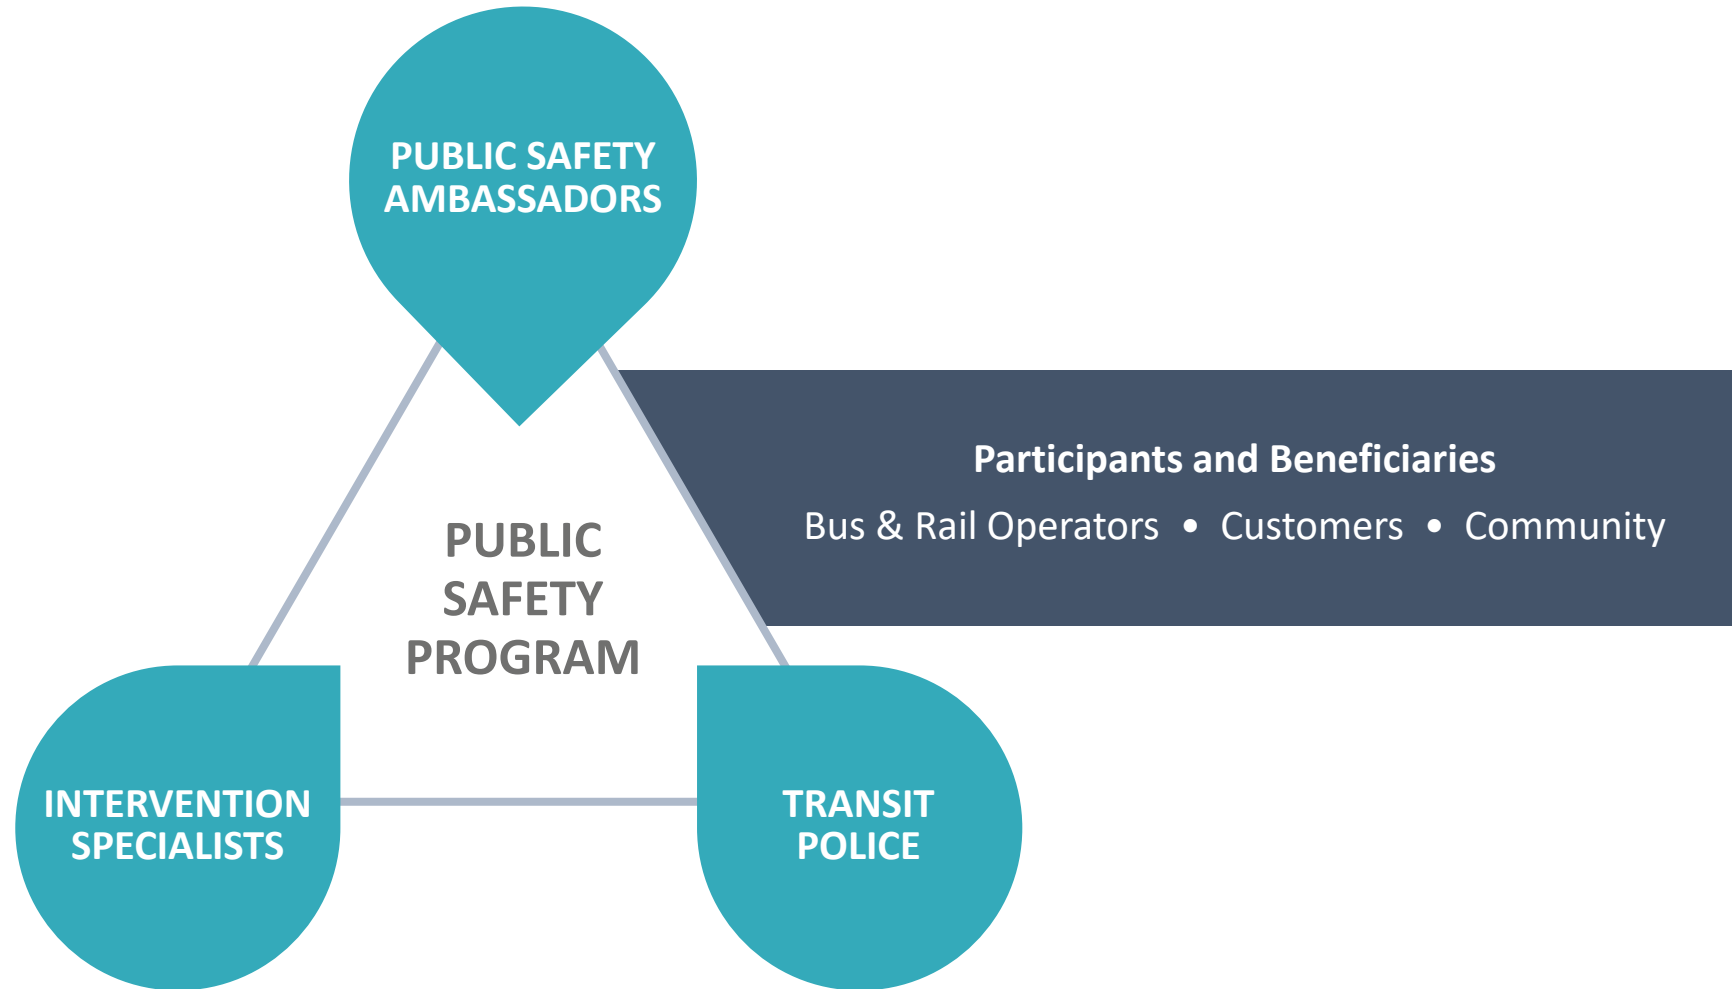 PUBLIC SAFETY
AMBASSADORS
Participants and Beneficiaries
Bus & Rail Operators • Customers • Community
PUBLIC
SAFETY
PROGRAM
INTERVENTION
SPECIALISTS
TRANSIT
POLICE